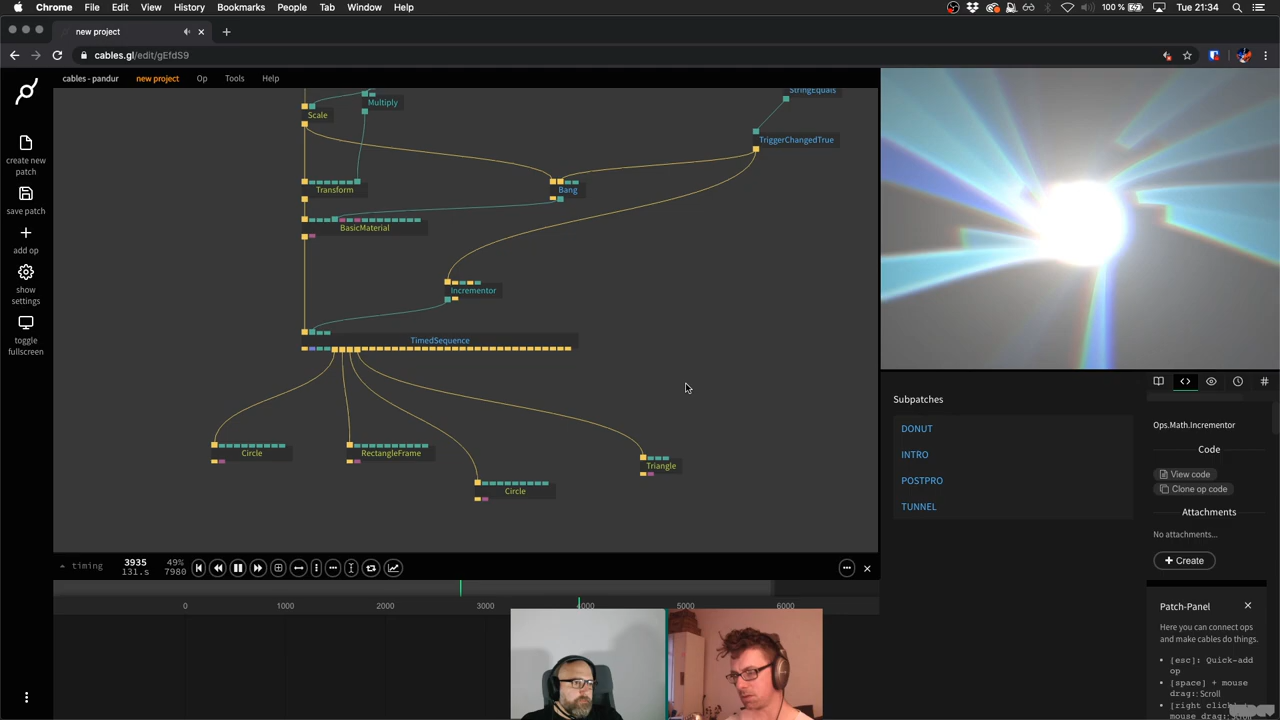 Chrome File Edit View History Bookmarks People Tab Window Help 100 % Tue 21:34
new project
cables.gl/edit/gEfdS9
cables - pandur new project Op Tools Help
create new
patch
save patch
add op
show
settings
toggle
fullscreen
Multiply
Scale
StringEquals
TriggerChangedTrue
Transform
Bang
BasicMaterial
Incrementor
TimedSequence
Circle
RectangleFrame
Triangle
Circle
Subpatches
DONUT
INTRO
POSTPRO
TUNNEL
Ops.Math.Incrementor
Code
View code
Clone op code
Attachments
No attachments...
+ Create
Patch-Panel
Here you can connect ops
and make cables do things.
[esc]: Quick-add
op
[space] + mouse
drag: Scroll
mouse drag: Scroll
timing 3935 49%
131.s 7980
0 1000 2000 3000 4000 5000 6000